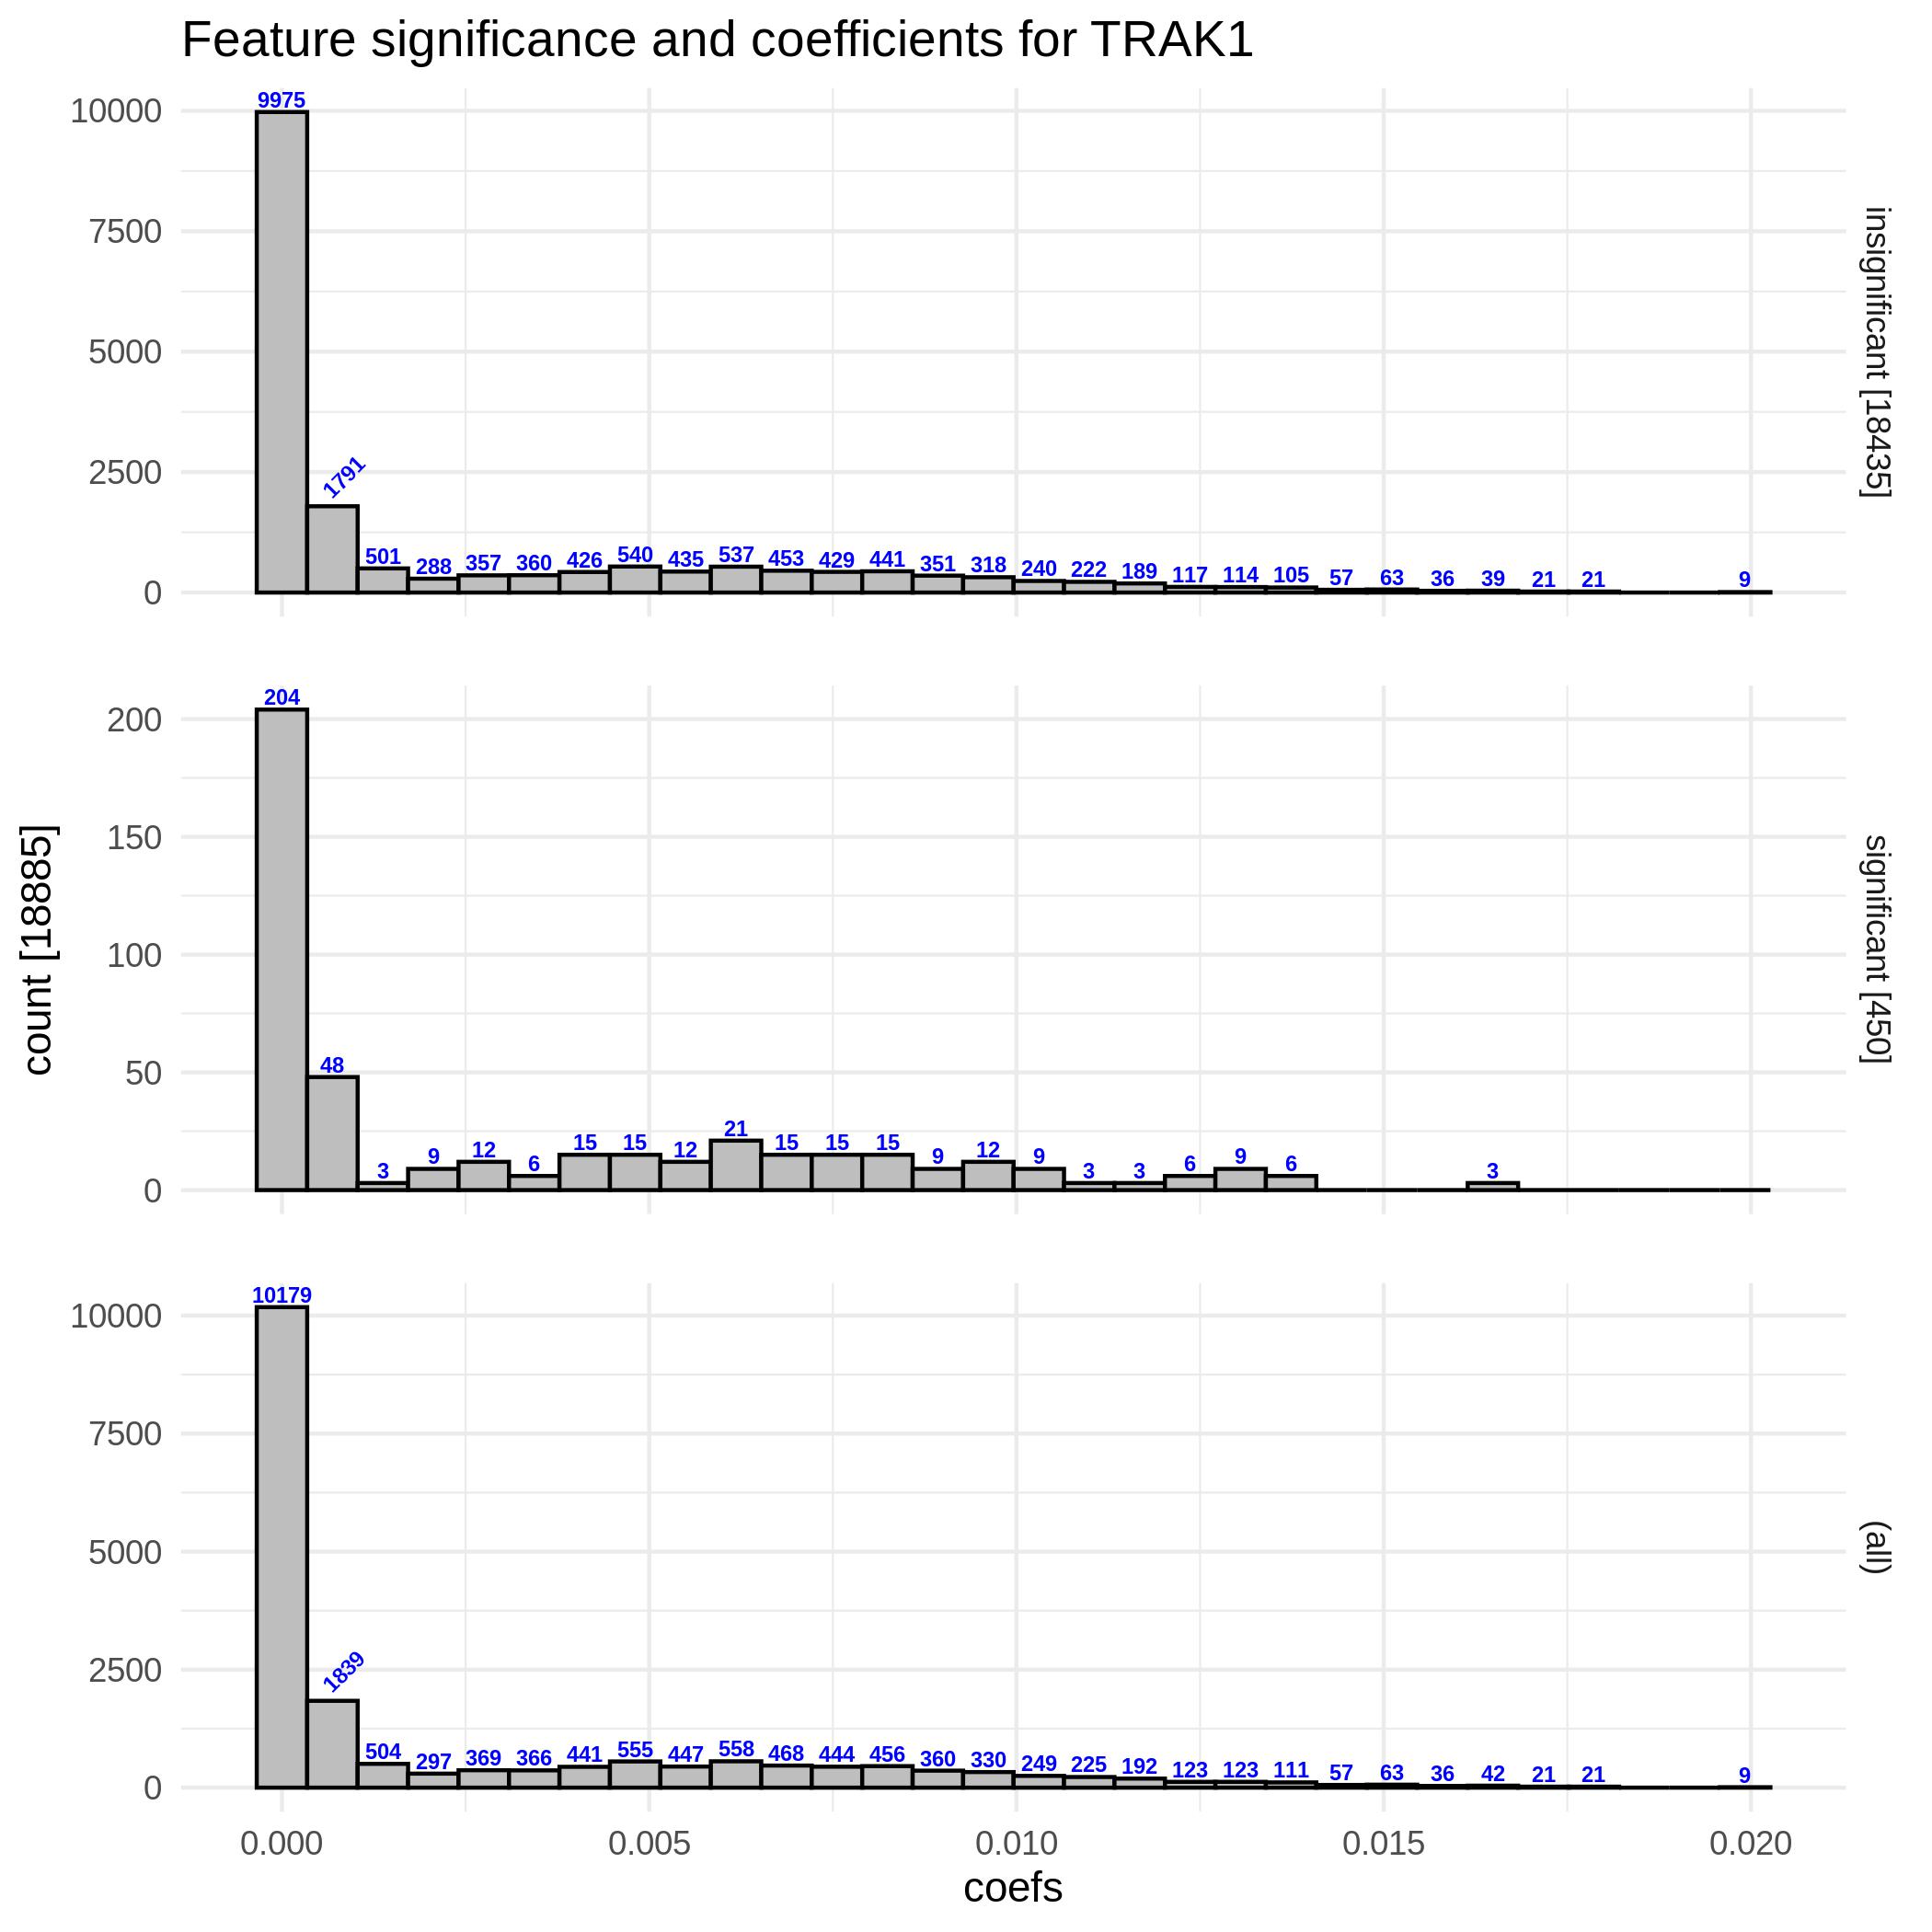 Feature significance and coefficients for TRAK1
count [18885]
10000
7500
5000
2500
0
9975
1791
501 288 357 360 426 540 435 537 453 429 441 351 318 240 222 189 117 114 105 57 63 36 39 21 21 9
insignificant [18435]
200
150
100
50
0
204
48
3 9 12 6 15 15 12 21 15 15 15 9 12 9 3 3 6 9 6 3
significant [450]
10000
7500
5000
2500
0
10179
1839
504 297 369 366 441 555 447 558 468 444 456 360 330 249 225 192 123 123 111 57 63 36 42 21 21 9
(all)
0.000 0.005 0.010 0.015 0.020
coefs